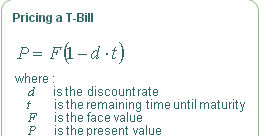 Pricing a T-Bill
P = F(1 − d · t)
where :
d is the discount rate
t is the remaining time until maturity
F is the face value
P is the present value